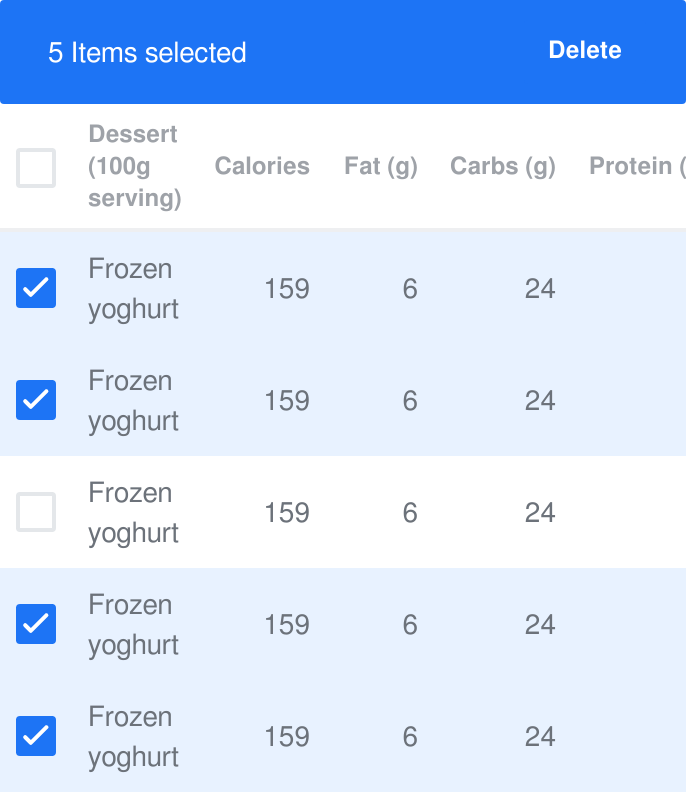 5 Items selected Delete
Dessert
(100g
serving) Calories Fat (g) Carbs (g) Protein (
Frozen
yoghurt 159 6 24
Frozen
yoghurt 159 6 24
Frozen
yoghurt 159 6 24
Frozen
yoghurt 159 6 24
Frozen
yoghurt 159 6 24